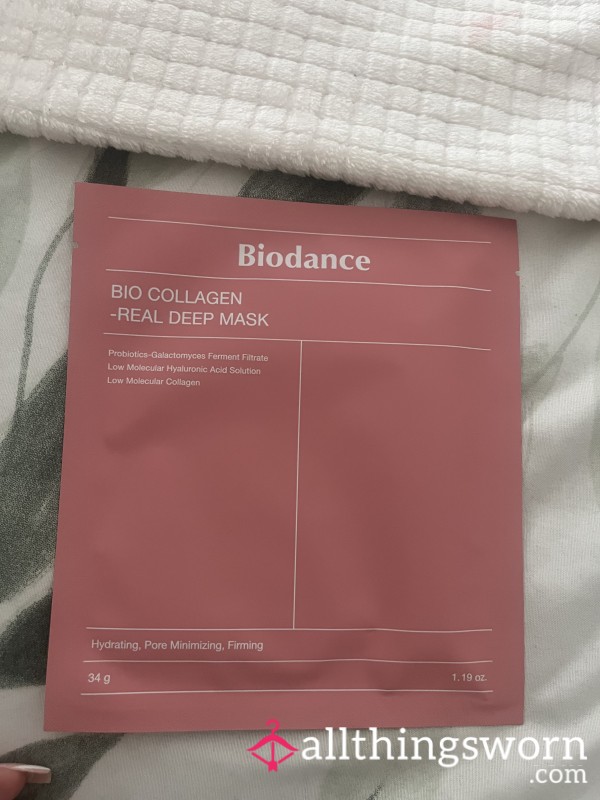 Biodance
BIO COLLAGEN
-REAL DEEP MASK
Probiotics-Galactomyces Ferment Filtrate
Low Molecular Hyaluronic Acid Solution
Low Molecular Collagen
Hydrating, Pore Minimizing, Firming
34 g
1.19 oz.
allthingsworn
.com